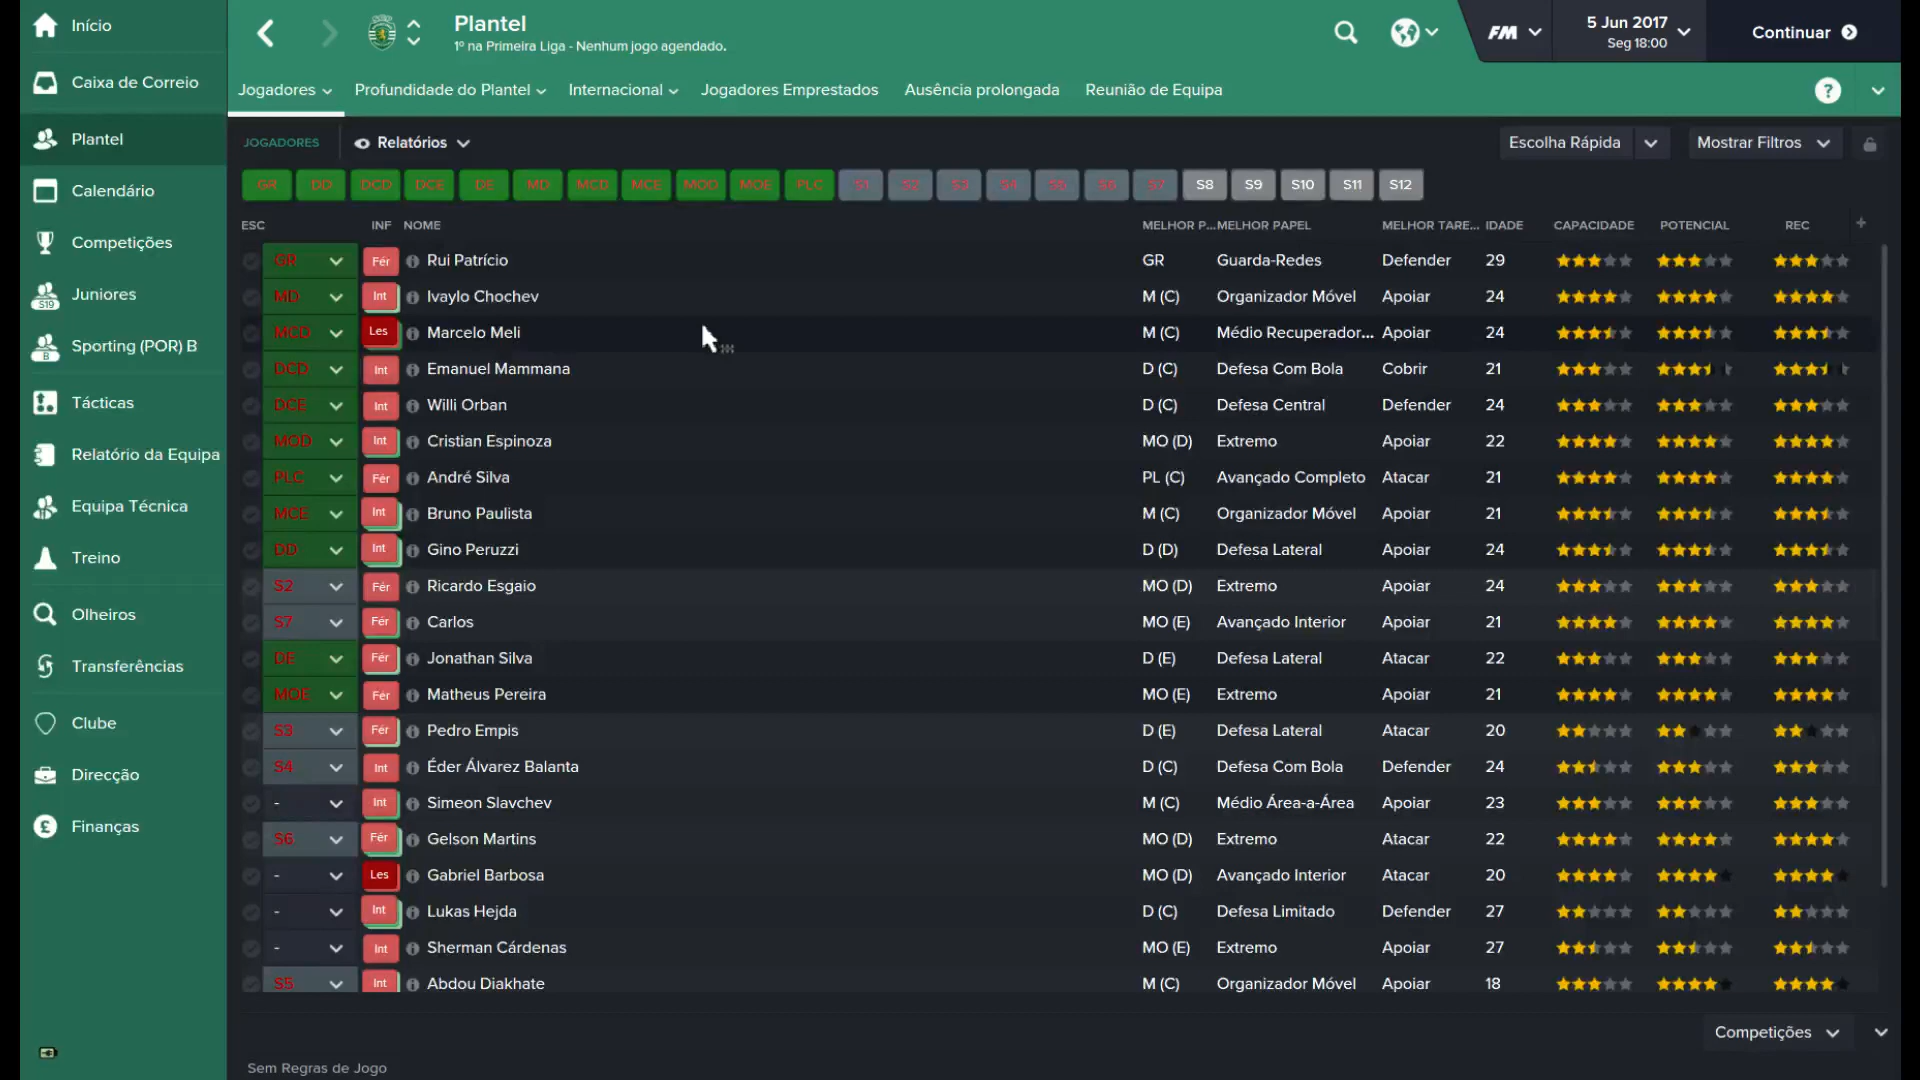 Início
Caixa de Correio
Plantel
Calendário
Competições
S19
Juniores
B
Sporting (POR) B
Tácticas
Relatório da Equipa
Equipa Técnica
Treino
Olheiros
Transferências
Clube
Direcção
Finanças
Plantel
1º na Primeira Liga - Nenhum jogo agendado.
FM
5 Jun 2017
Seg 18:00
Continuar
Jogadores Profundidade do Plantel Internacional Jogadores Emprestados Ausência prolongada Reunião de Equipa
?
JOGADORES Relatórios Escolha Rápida Mostrar Filtros
GR DD DCD DCE DE MD MCD MCE MOD MOE PLC S1 S2 S3 S4 S5 S6 S7 S8 S9 S10 S11 S12
ESC INF NOME MELHOR P... MELHOR PAPEL MELHOR TARE... IDADE CAPACIDADE POTENCIAL REC +
GR Fér Rui Patrício GR Guarda-Redes Defender 29
MD Int Ivaylo Chochev M (C) Organizador Móvel Apoiar 24
MCD Les Marcelo Meli M (C) Médio Recuperador... Apoiar 24
DCD Int Emanuel Mammana D (C) Defesa Com Bola Cobrir 21
DCE Int Willi Orban D (C) Defesa Central Defender 24
MOD Int Cristian Espinoza MO (D) Extremo Apoiar 22
PLC Fér André Silva PL (C) Avançado Completo Atacar 21
MCE Int Bruno Paulista M (C) Organizador Móvel Apoiar 21
DD Int Gino Peruzzi D (D) Defesa Lateral Apoiar 24
S2 Fér Ricardo Esgaio MO (D) Extremo Apoiar 24
S7 Fér Carlos MO (E) Avançado Interior Apoiar 21
DE Fér Jonathan Silva D (E) Defesa Lateral Atacar 22
MOE Fér Matheus Pereira MO (E) Extremo Apoiar 21
S3 Fér Pedro Empis D (E) Defesa Lateral Atacar 20
S4 Int Éder Álvarez Balanta D (C) Defesa Com Bola Defender 24
- Int Simeon Slavchev M (C) Médio Área-a-Área Apoiar 23
S6 Fér Gelson Martins MO (D) Extremo Atacar 22
- Les Gabriel Barbosa MO (D) Avançado Interior Atacar 20
- Int Lukas Hejda D (C) Defesa Limitado Defender 27
- Int Sherman Cárdenas MO (E) Extremo Apoiar 27
S5 Int Abdou Diakhate M (C) Organizador Móvel Apoiar 18
Competições
Sem Regras de Jogo